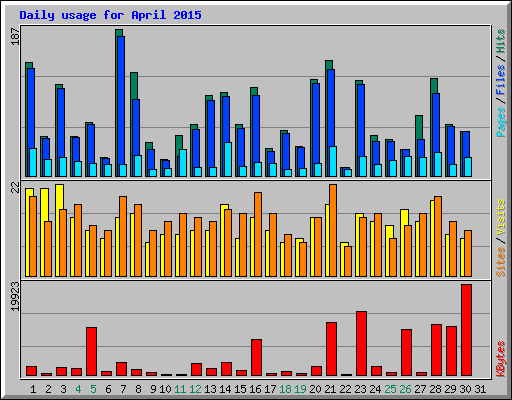 Daily usage for April 2015
187
22
19923
Pages / Files / Hits
Sites / Visits
KBytes
1 2 3 4 5 6 7 8 9 10 11 12 13 14 15 16 17 18 19 20 21 22 23 24 25 26 27 28 29 30 31